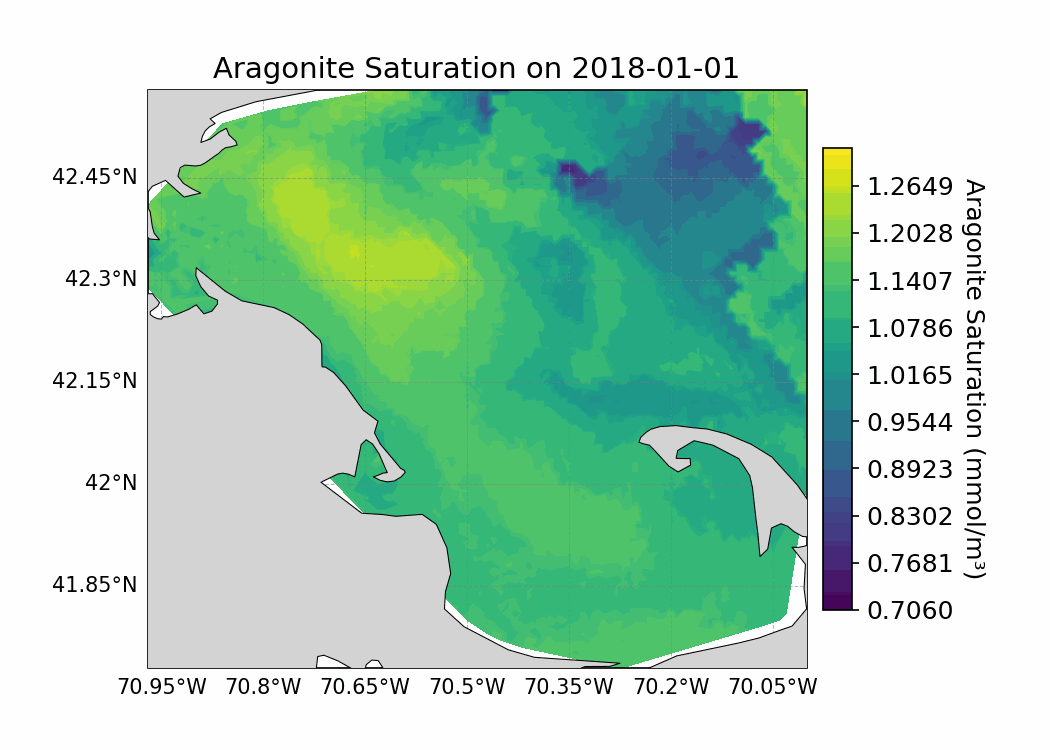 Aragonite Saturation on 2018-01-01
42.45°N
42.3°N
42.15°N
42°N
41.85°N
70.95°W
70.8°W
70.65°W
70.5°W
70.35°W
70.2°W
70.05°W
1.2649
1.2028
1.1407
1.0786
1.0165
0.9544
0.8923
0.8302
0.7681
0.7060
Aragonite Saturation (mmol/m³)